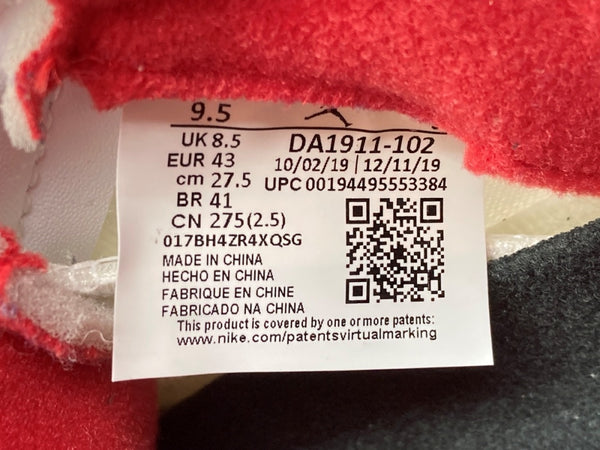 9.5
UK 8.5
EUR 43
cm 27.5
BR 41
CN 275(2.5)
DA1911-102
10/02/19 | 12/11/19
UPC 00194495553384
017BH4ZR4XQSG
MADE IN CHINA
HECHO EN CHINA
FABRIQUE EN CHINE
FABRICADO NA CHINA
This product is covered by one or more patents:
www.nike.com/patentsvirtualmarking